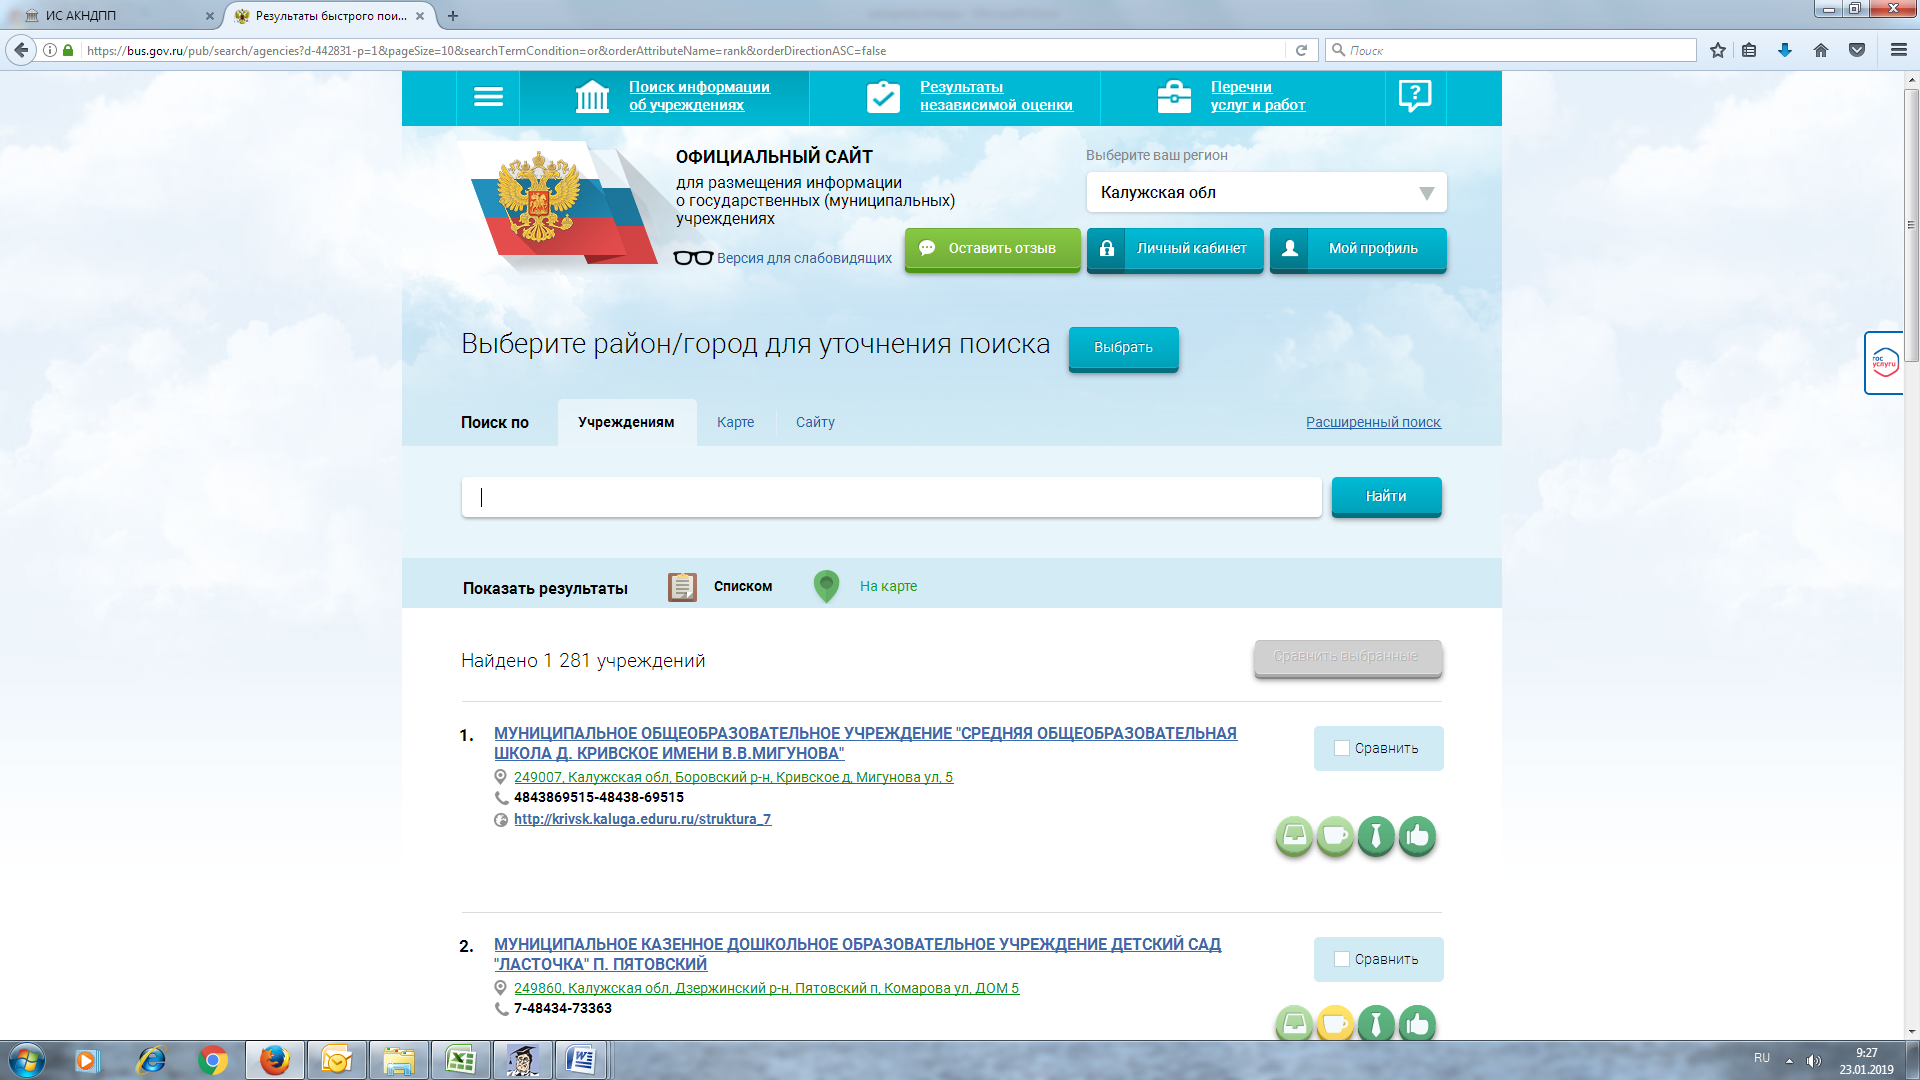 ИС АКНДПП
Результаты быстрого пои...
https://bus.gov.ru/pub/search/agencies?d-442831-p=1&pageSize=10&searchTermCondition=or&orderAttributeName=rank&orderDirectionASC=false
Поиск
Поиск информации
об учреждениях
Результаты
независимой оценки
Перечни
услуг и работ
ОФИЦИАЛЬНЫЙ САЙТ
для размещения информации
о государственных (муниципальных)
учреждениях
Версия для слабовидящих
Выберите ваш регион
Калужская обл
Оставить отзыв
Личный кабинет
Мой профиль
Выберите район/город для уточнения поиска
Выбрать
гос
услуги
Поиск по
Учреждениям
Карте
Сайту
Расширенный поиск
Найти
Показать результаты
Списком
На карте
Найдено 1 281 учреждений
Сравнить выбранные
1. МУНИЦИПАЛЬНОЕ ОБЩЕОБРАЗОВАТЕЛЬНОЕ УЧРЕЖДЕНИЕ "СРЕДНЯЯ ОБЩЕОБРАЗОВАТЕЛЬНАЯ
ШКОЛА Д. КРИВСКОЕ ИМЕНИ В.В.МИГУНОВА"
Сравнить
249007, Калужская обл, Боровский р-н, Кривское д, Мигунова ул, 5
4843869515-48438-69515
http://krivsk.kaluga.eduru.ru/struktura_7
2. МУНИЦИПАЛЬНОЕ КАЗЕННОЕ ДОШКОЛЬНОЕ ОБРАЗОВАТЕЛЬНОЕ УЧРЕЖДЕНИЕ ДЕТСКИЙ САД
"ЛАСТОЧКА" П. ПЯТОВСКИЙ
Сравнить
249860, Калужская обл, Дзержинский р-н, Пятовский п, Комарова ул, ДОМ 5
7-48434-73363
RU
9:27
23.01.2019